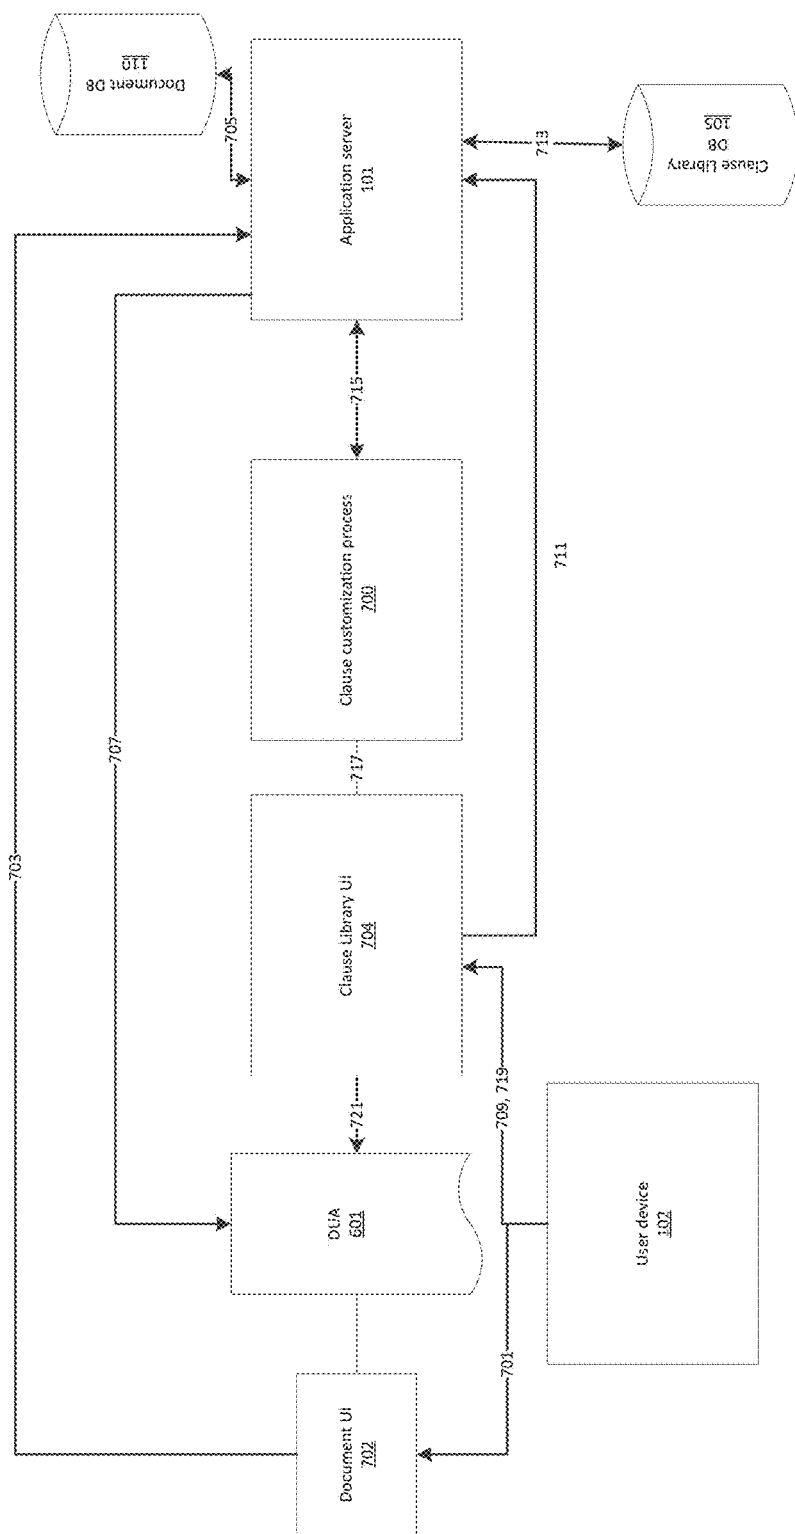 Document DB
110
705
Application server
101
713
Clause Library
DB
105
703
707
715
711
Clause customization process
700
717
Clause Library UI
704
721
709, 719
DUA
601
User device
102
701
Document UI
702